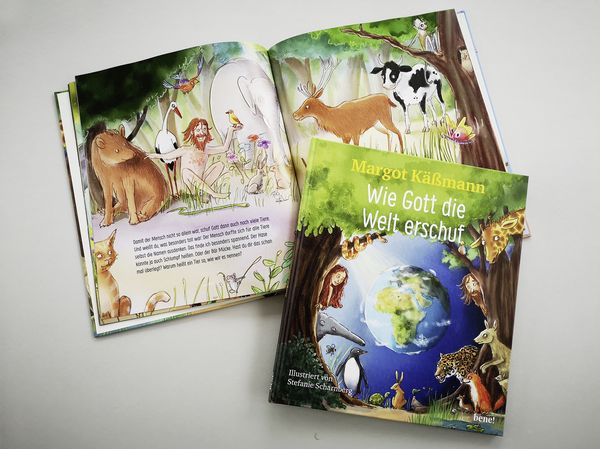 Damit der Mensch nicht so allein war, schuf Gott dann auch noch viele Tiere.
Und weißt du, was besonders toll war: Der Mensch durfte sich für alle Tiere
selbst die Namen ausdenken. Das finde ich besonders spannend. Der Hase
könnte ja auch Schlumpf heißen. Oder der Bär Mücke. Hast du dir das schon
mal überlegt? Warum heißt ein Tier so, wie wir es nennen?
Margot Käßmann
Wie Gott die
Welt erschuf
Illustriert von
Stefanie Scharnberg
bene!